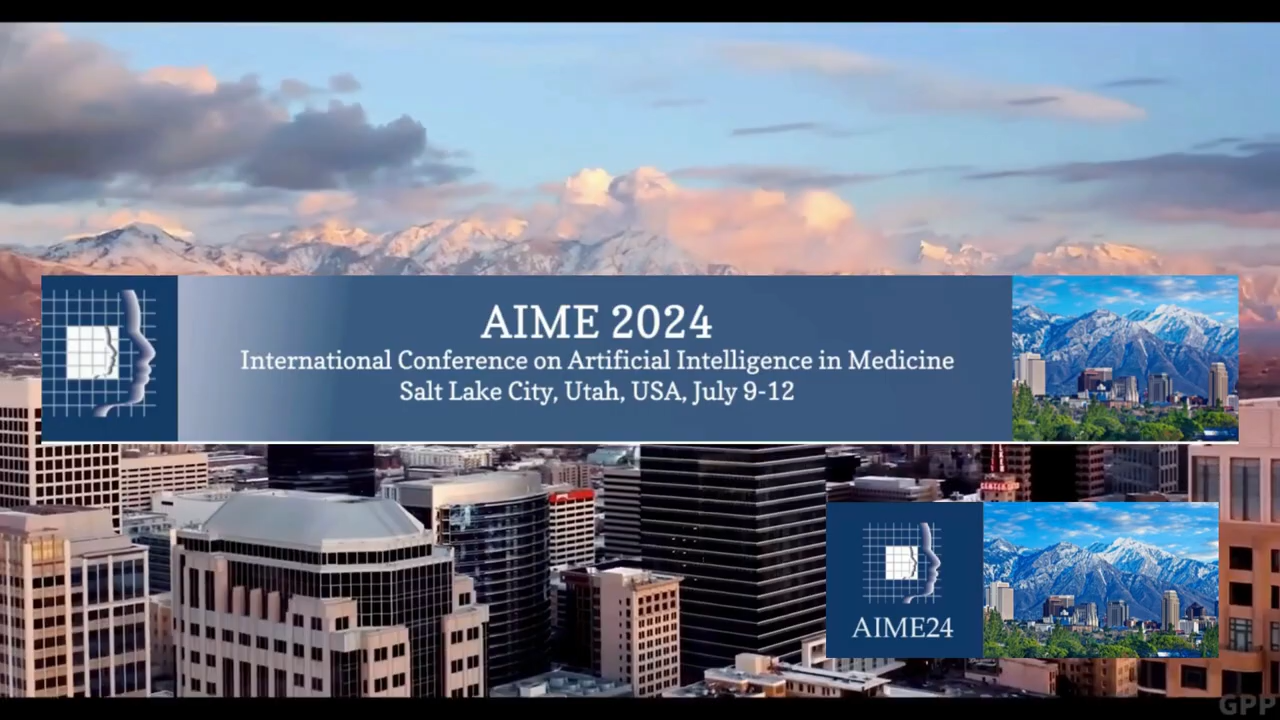 AIME 2024
International Conference on Artificial Intelligence in Medicine
Salt Lake City, Utah, USA, July 9-12
AIME24
GPP